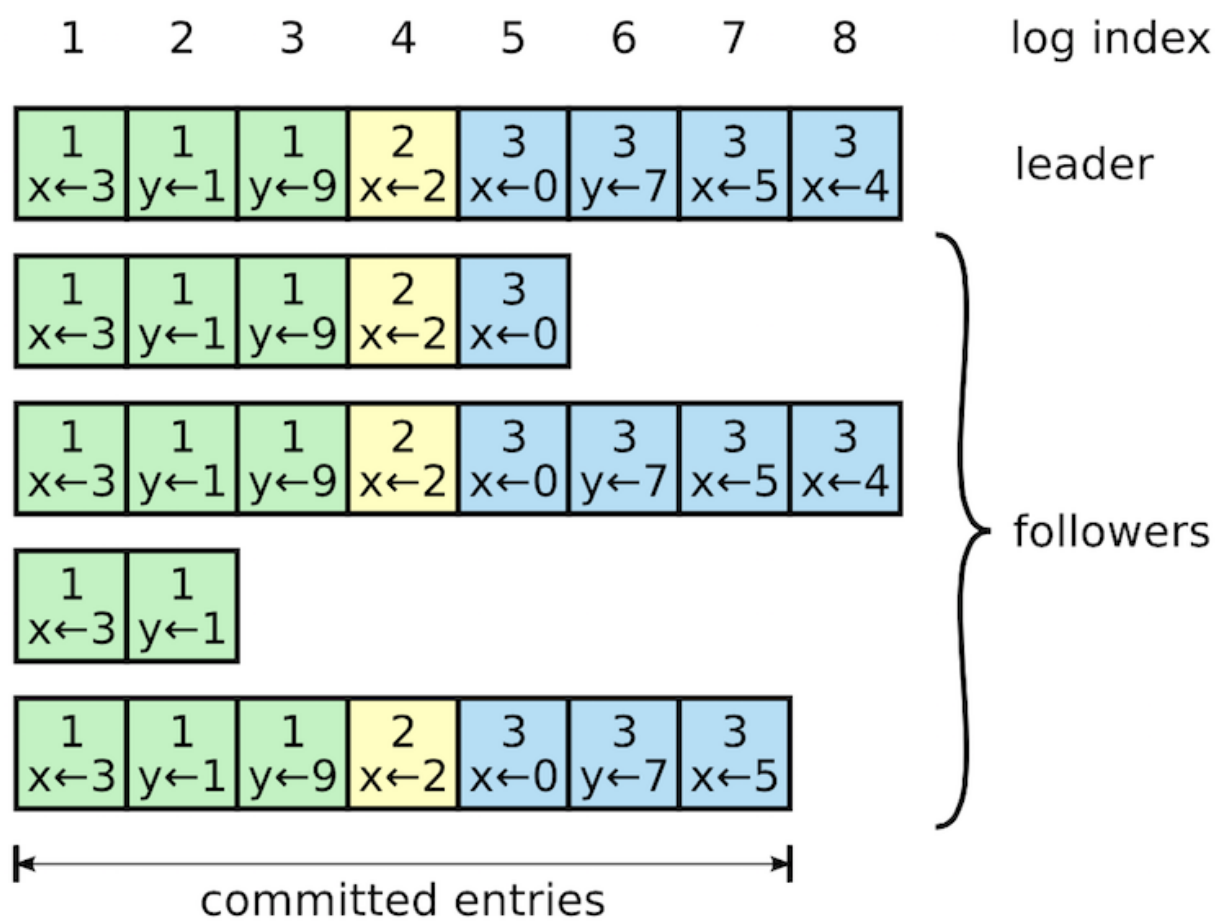 1 2 3 4 5 6 7 8 log index
1 1 1 2 3 3 3 3
x←3 y←1 y←9 x←2 x←0 y←7 x←5 x←4
leader
1 1 1 2 3
x←3 y←1 y←9 x←2 x←0
1 1 1 2 3 3 3 3
x←3 y←1 y←9 x←2 x←0 y←7 x←5 x←4
followers
1 1
x←3 y←1
1 1 1 2 3 3 3
x←3 y←1 y←9 x←2 x←0 y←7 x←5
committed entries